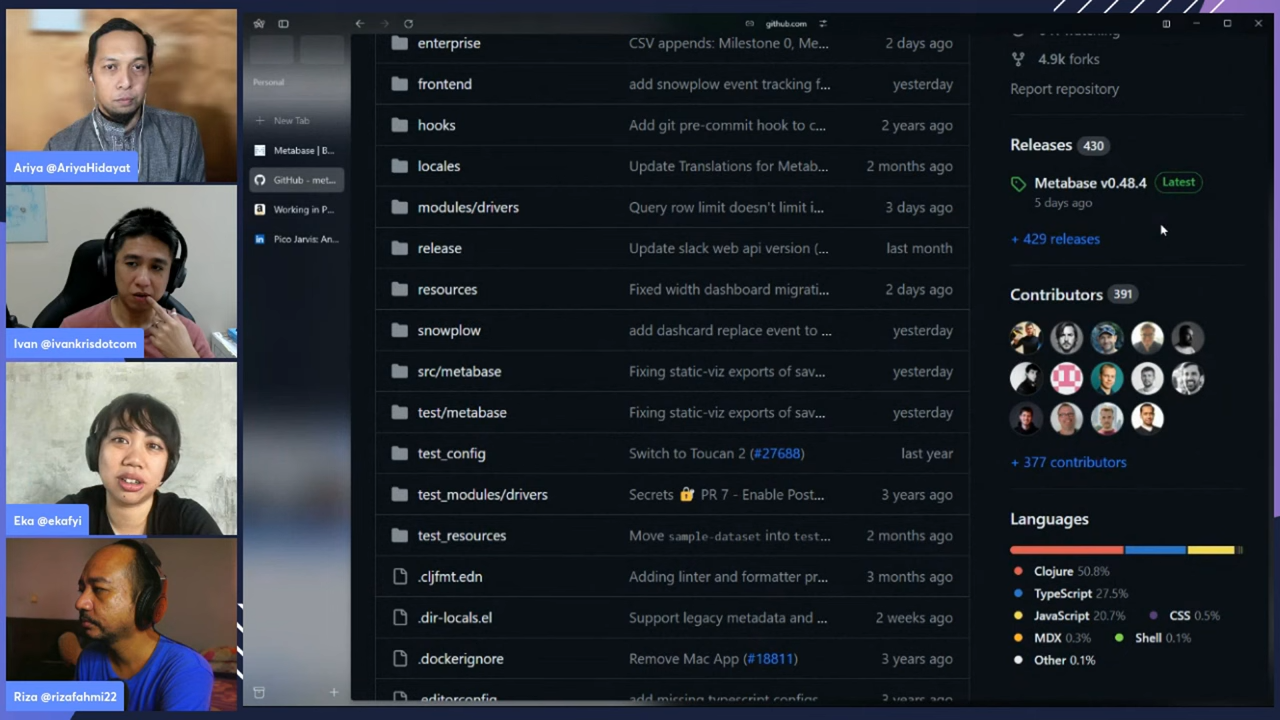 Ariya @AriyaHidayat
Ivan @ivankrisdotcom
Eka @ekafyi
Riza @rizafahmi22
github.com
Personal
New Tab
Metabase | B...
GitHub - met...
Working in P...
Pico Jarvis: An...
enterprise CSV appends: Milestone 0, Me... 2 days ago
frontend add snowplow event tracking f... yesterday
hooks Add git pre-commit hook to c... 2 years ago
locales Update Translations for Metab... 2 months ago
modules/drivers Query row limit doesn't limit i... 3 days ago
release Update slack web api version (... last month
resources Fixed width dashboard migrati... 2 days ago
snowplow add dashcard replace event to ... yesterday
src/metabase Fixing static-viz exports of sav... yesterday
test/metabase Fixing static-viz exports of sav... yesterday
test_config Switch to Toucan 2 (#27688) last year
test_modules/drivers Secrets 🔐 PR 7 - Enable Post... 3 years ago
test_resources Move sample-dataset into test... 2 months ago
.cljfmt.edn Adding linter and formatter pr... 3 months ago
.dir-locals.el Support legacy metadata and ... 2 weeks ago
.dockerignore Remove Mac App (#18811) 3 years ago
.editorconfig add missing typescript configs 3 years ago
watching
4.9k forks
Report repository
Releases 430
Metabase v0.48.4 Latest
5 days ago
+ 429 releases
Contributors 391
+ 377 contributors
Languages
Clojure 50.8%
TypeScript 27.5%
JavaScript 20.7% CSS 0.5%
MDX 0.3% Shell 0.1%
Other 0.1%